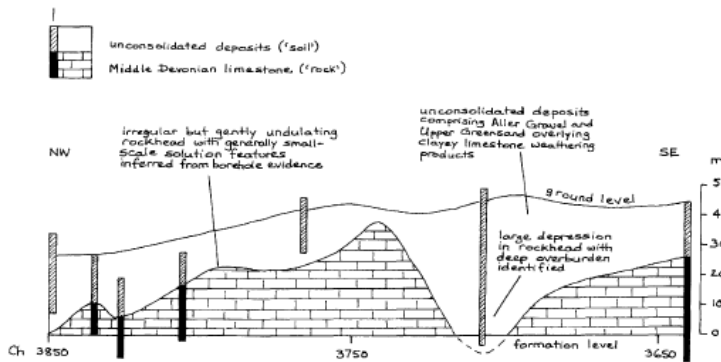 unconsolidated deposits ('soil')
Middle Devonian limestone ('rock')
irregular but gently undulating
rockhead with generally small-
scale solution features
inferred from borehole evidence
unconsolidated deposits
comprising Aller Gravel and
Upper Greensand overlying
clayey limestone weathering
products
NW
SE
m
ground level
large depression
in rockhead with
deep overburden
identified
formation level
5
4
30
20
10
0
Ch 3850
3750
3650